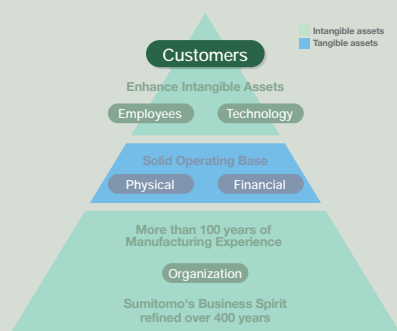 Intangible assets
Tangible assets
Customers
Enhance Intangible Assets
Employees
Technology
Solid Operating Base
Physical
Financial
More than 100 years of
Manufacturing Experience
Organization
Sumitomo's Business Spirit
refined over 400 years